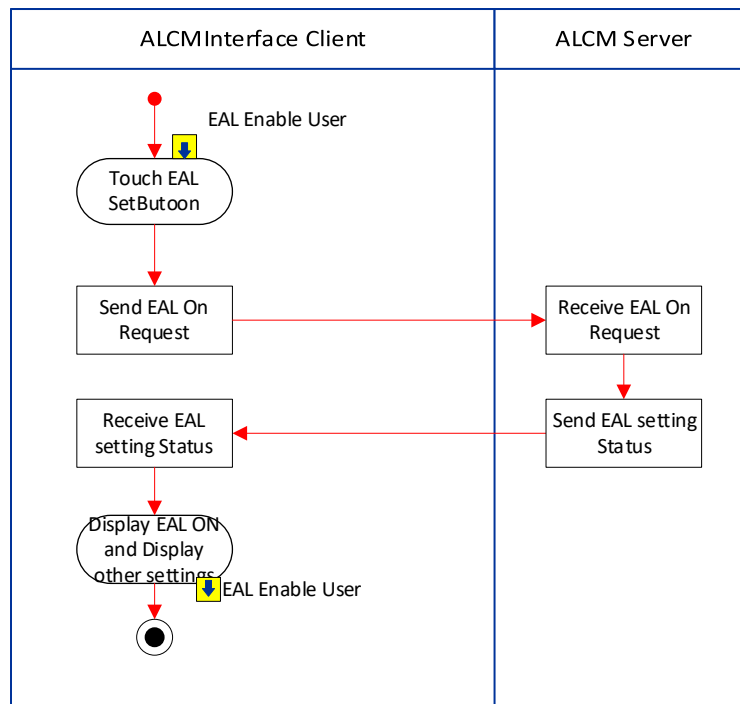 ALCMInterface Client
ALCM Server
EAL Enable User
Touch EAL
SetButoon
Send EAL On
Request
Receive EAL On
Request
Receive EAL
setting Status
Send EAL setting
Status
Display EAL ON
and Display
other settings
EAL Enable User